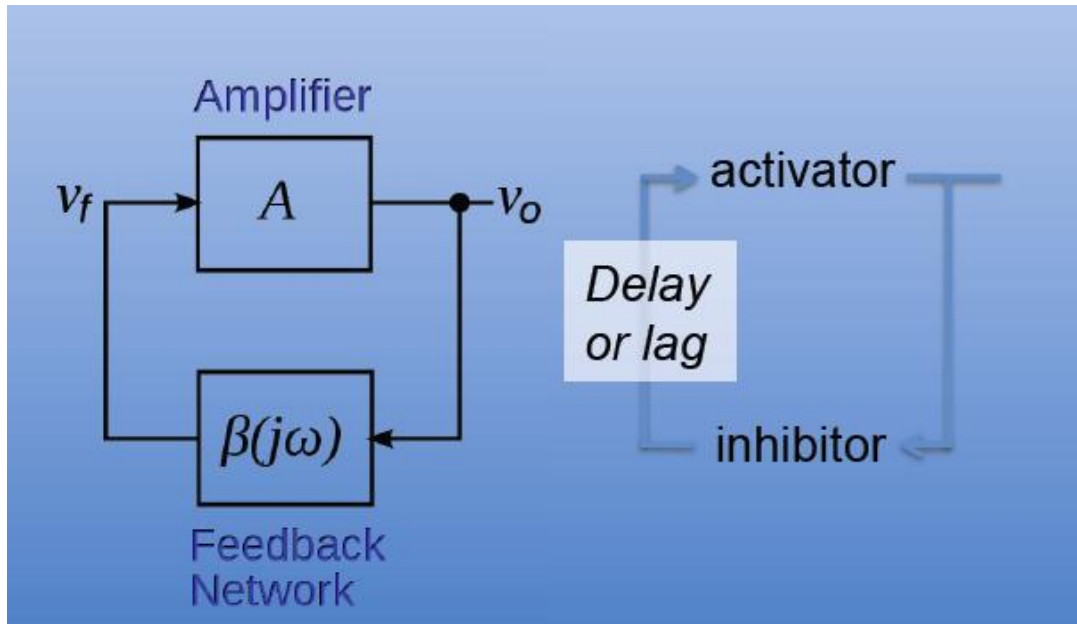 Amplifier
v_f
A
v_o
β(jω)
Feedback
Network
activator
Delay
or lag
inhibitor